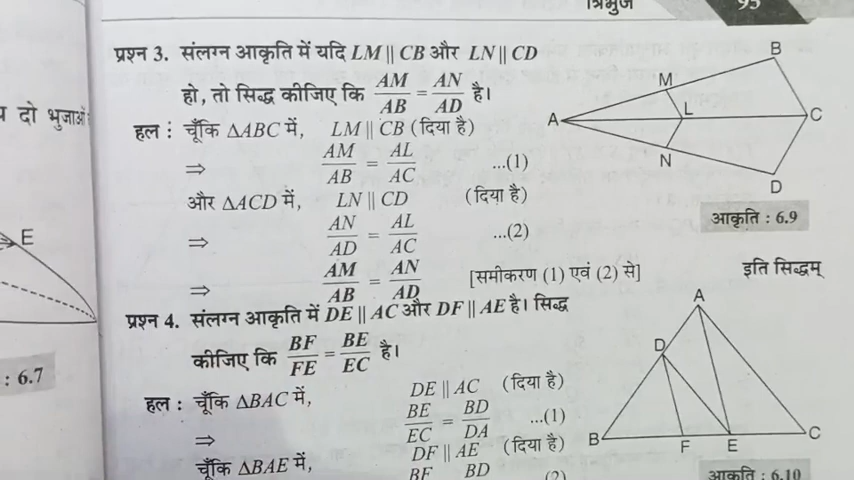 त्रिभुज 95
य दो भुजाओं
E
: 6.7
प्रश्न 3. संलग्न आकृति में यदि LM || CB और LN || CD
हो, तो सिद्ध कीजिए कि AM/AB = AN/AD है।
हल : चूँकि ΔABC में, LM || CB (दिया है)
⇒ AM/AB = AL/AC ...(1)
और ΔACD में, LN || CD (दिया है)
⇒ AN/AD = AL/AC ...(2)
⇒ AM/AB = AN/AD [समीकरण (1) एवं (2) से] इति सिद्धम्
A M B L C N D
आकृति : 6.9
प्रश्न 4. संलग्न आकृति में DE || AC और DF || AE है। सिद्ध
कीजिए कि BF/FE = BE/EC है।
हल : चूँकि ΔBAC में, DE || AC (दिया है)
⇒ BE/EC = BD/DA ...(1)
चूँकि ΔBAE में, DF || AE (दिया है)
BF BD (2)
A D B F E C
आकृति : 6.10